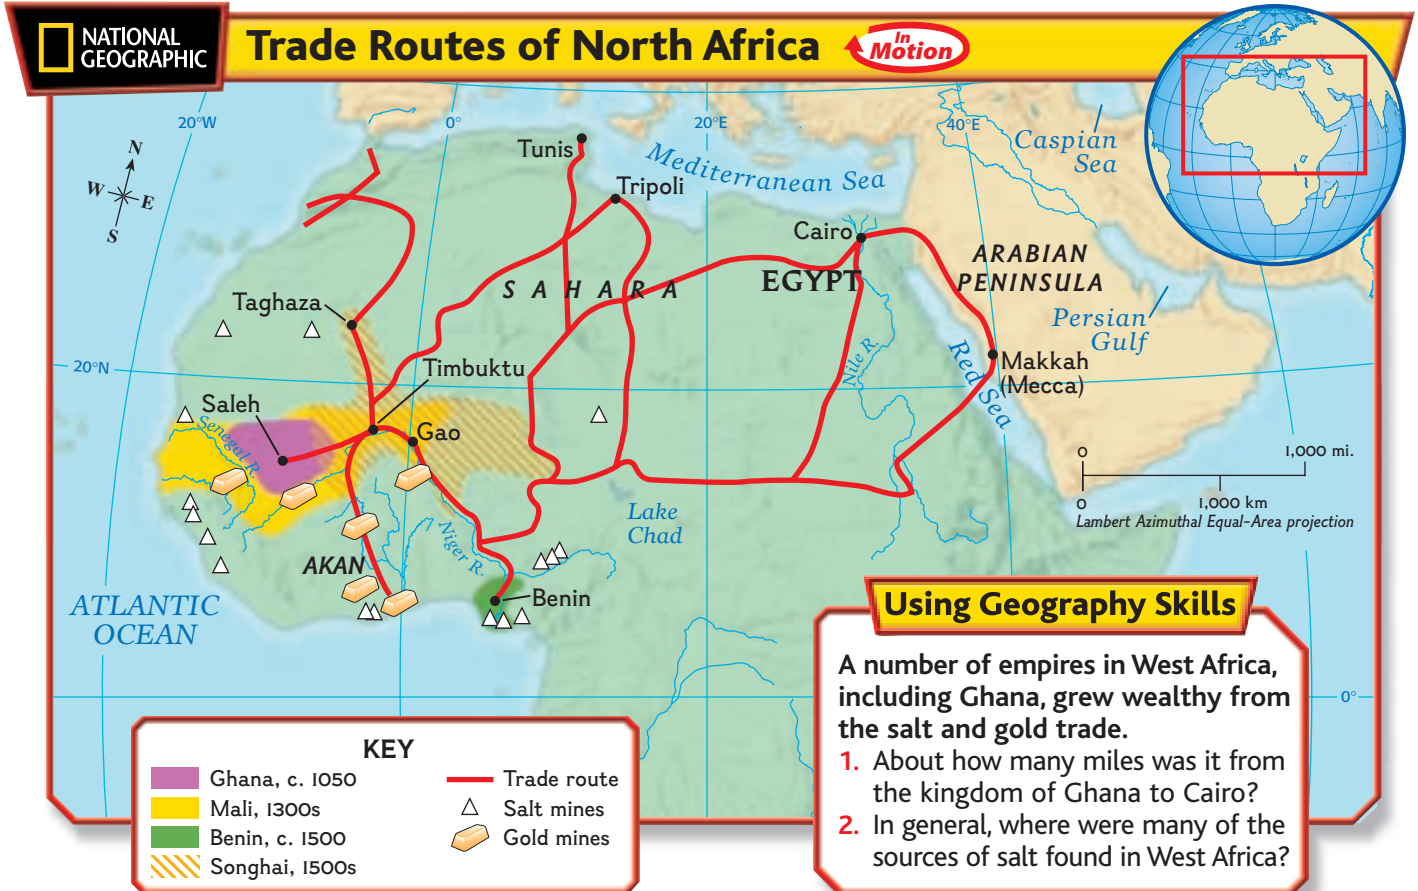 NATIONAL
GEOGRAPHIC
Trade Routes of North Africa
In
Motion
20°W
0°
20°E
40°E
Caspian
Sea
N
W
E
S
Tunis
Mediterranean Sea
Tripoli
Cairo
EGYPT
ARABIAN
PENINSULA
SAHARA
Taghaza
Persian
Gulf
Nile R.
Red Sea
Makkah
(Mecca)
20°N
Timbuktu
Saleh
Senegal R.
Gao
0
1,000 mi.
0
1,000 km
Lambert Azimuthal Equal-Area projection
Lake
Chad
Niger R.
AKAN
Benin
ATLANTIC
OCEAN
0°
KEY
Ghana, c. 1050
Mali, 1300s
Benin, c. 1500
Songhai, 1500s
Trade route
Salt mines
Gold mines
Using Geography Skills
A number of empires in West Africa,
including Ghana, grew wealthy from
the salt and gold trade.
1. About how many miles was it from
the kingdom of Ghana to Cairo?
2. In general, where were many of the
sources of salt found in West Africa?